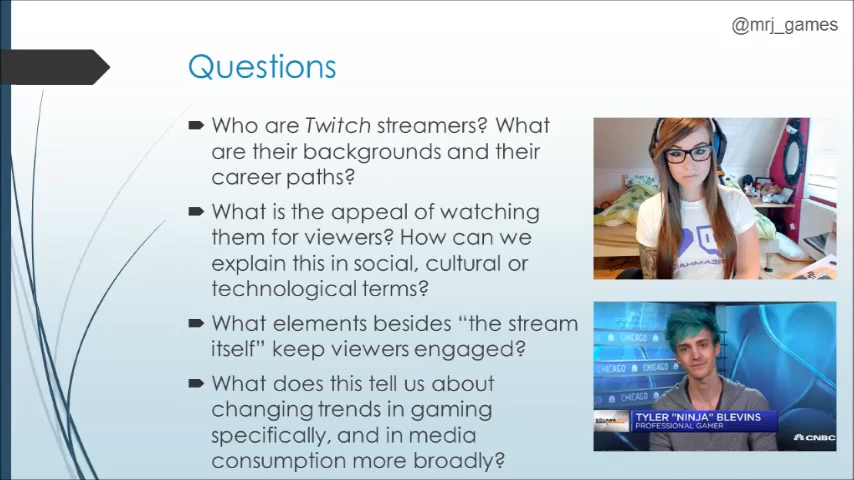 @mrj_games
Questions
Who are Twitch streamers? What
are their backgrounds and their
career paths?
What is the appeal of watching
them for viewers? How can we
explain this in social, cultural or
technological terms?
What elements besides “the stream
itself” keep viewers engaged?
What does this tell us about
changing trends in gaming
specifically, and in media
consumption more broadly?
CHICAGO
CHICAGO
CHICAGO
CHICAGO
TYLER "NINJA" BLEVINS
PROFESSIONAL GAMER
CNBC